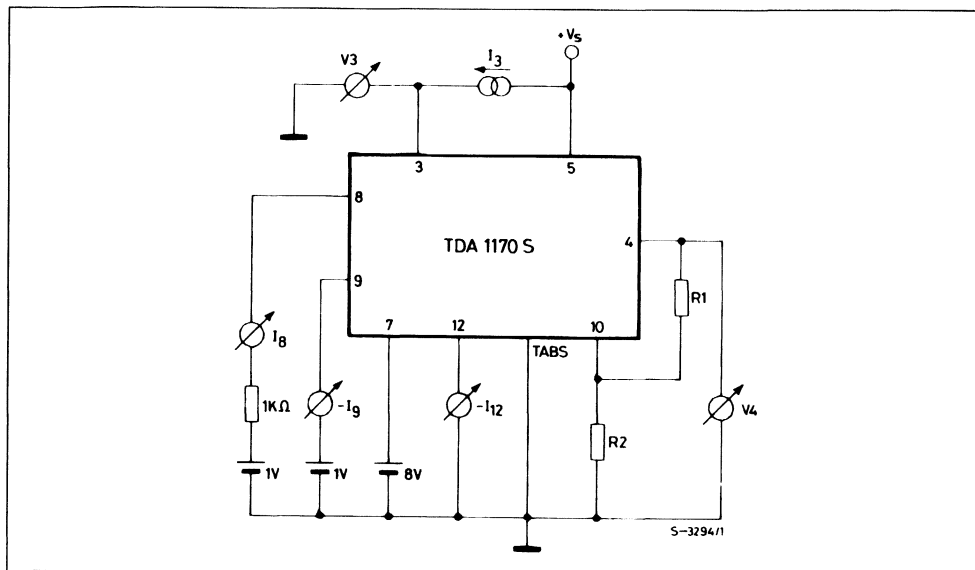 +Vs
V3
I3
3
5
8
TDA 1170 S
4
9
R1
7
12
10
TABS
I8
1KΩ
-I9
-I12
V4
R2
1V
1V
8V
S-3294/1